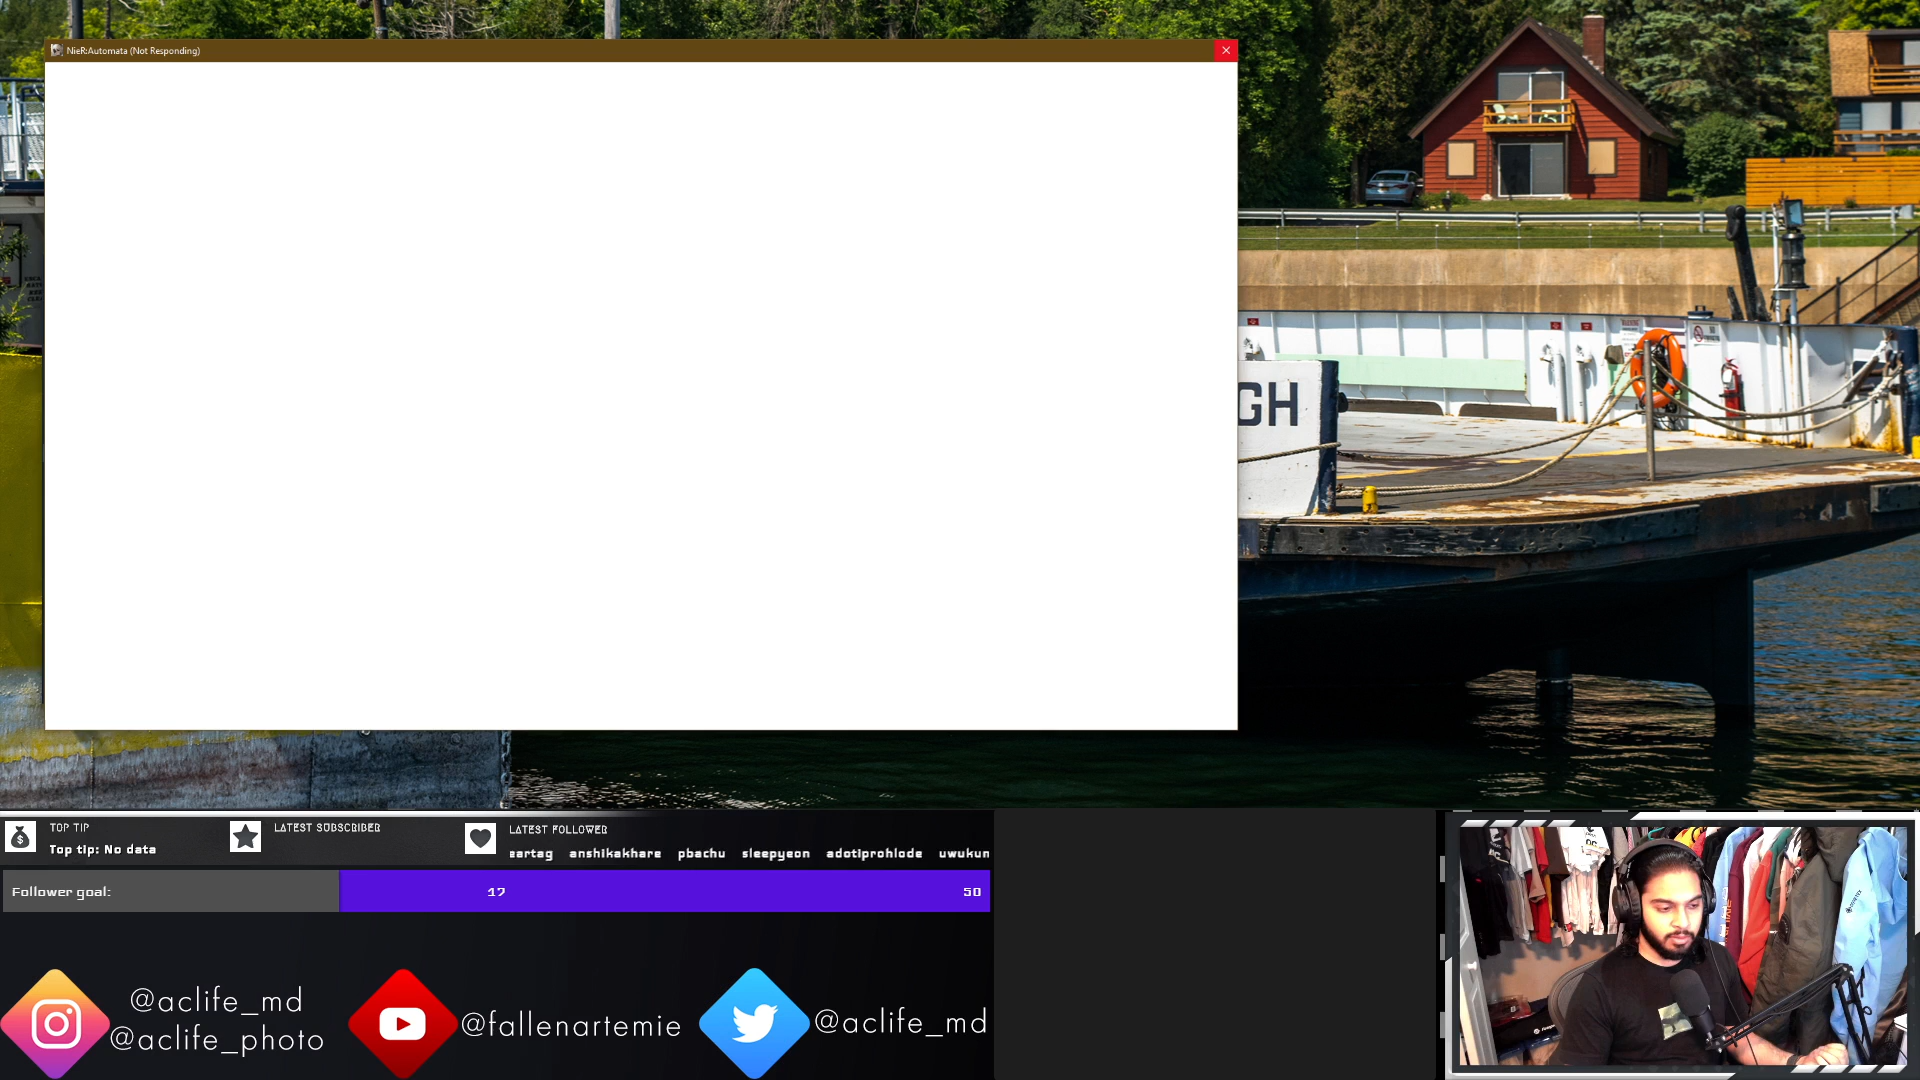 NieR:Automata (Not Responding)
GH
TOP TIP
Top tip: No data
LATEST SUBSCRIBER
LATEST FOLLOWER
eartag anshikakhare pbachu sleepyeon adotiprohlode uwukun
Follower goal:
17
50
@aclife_md
@aclife_photo
@fallenartemie
@aclife_md